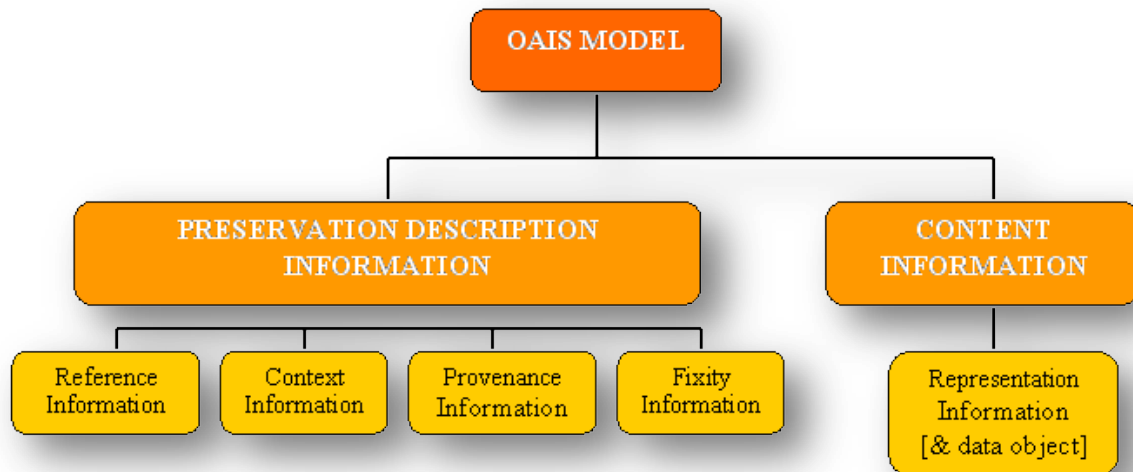 OAIS MODEL
PRESERVATION DESCRIPTION
INFORMATION
CONTENT
INFORMATION
Reference
Information
Context
Information
Provenance
Information
Fixity
Information
Representation
Information
[& data object]